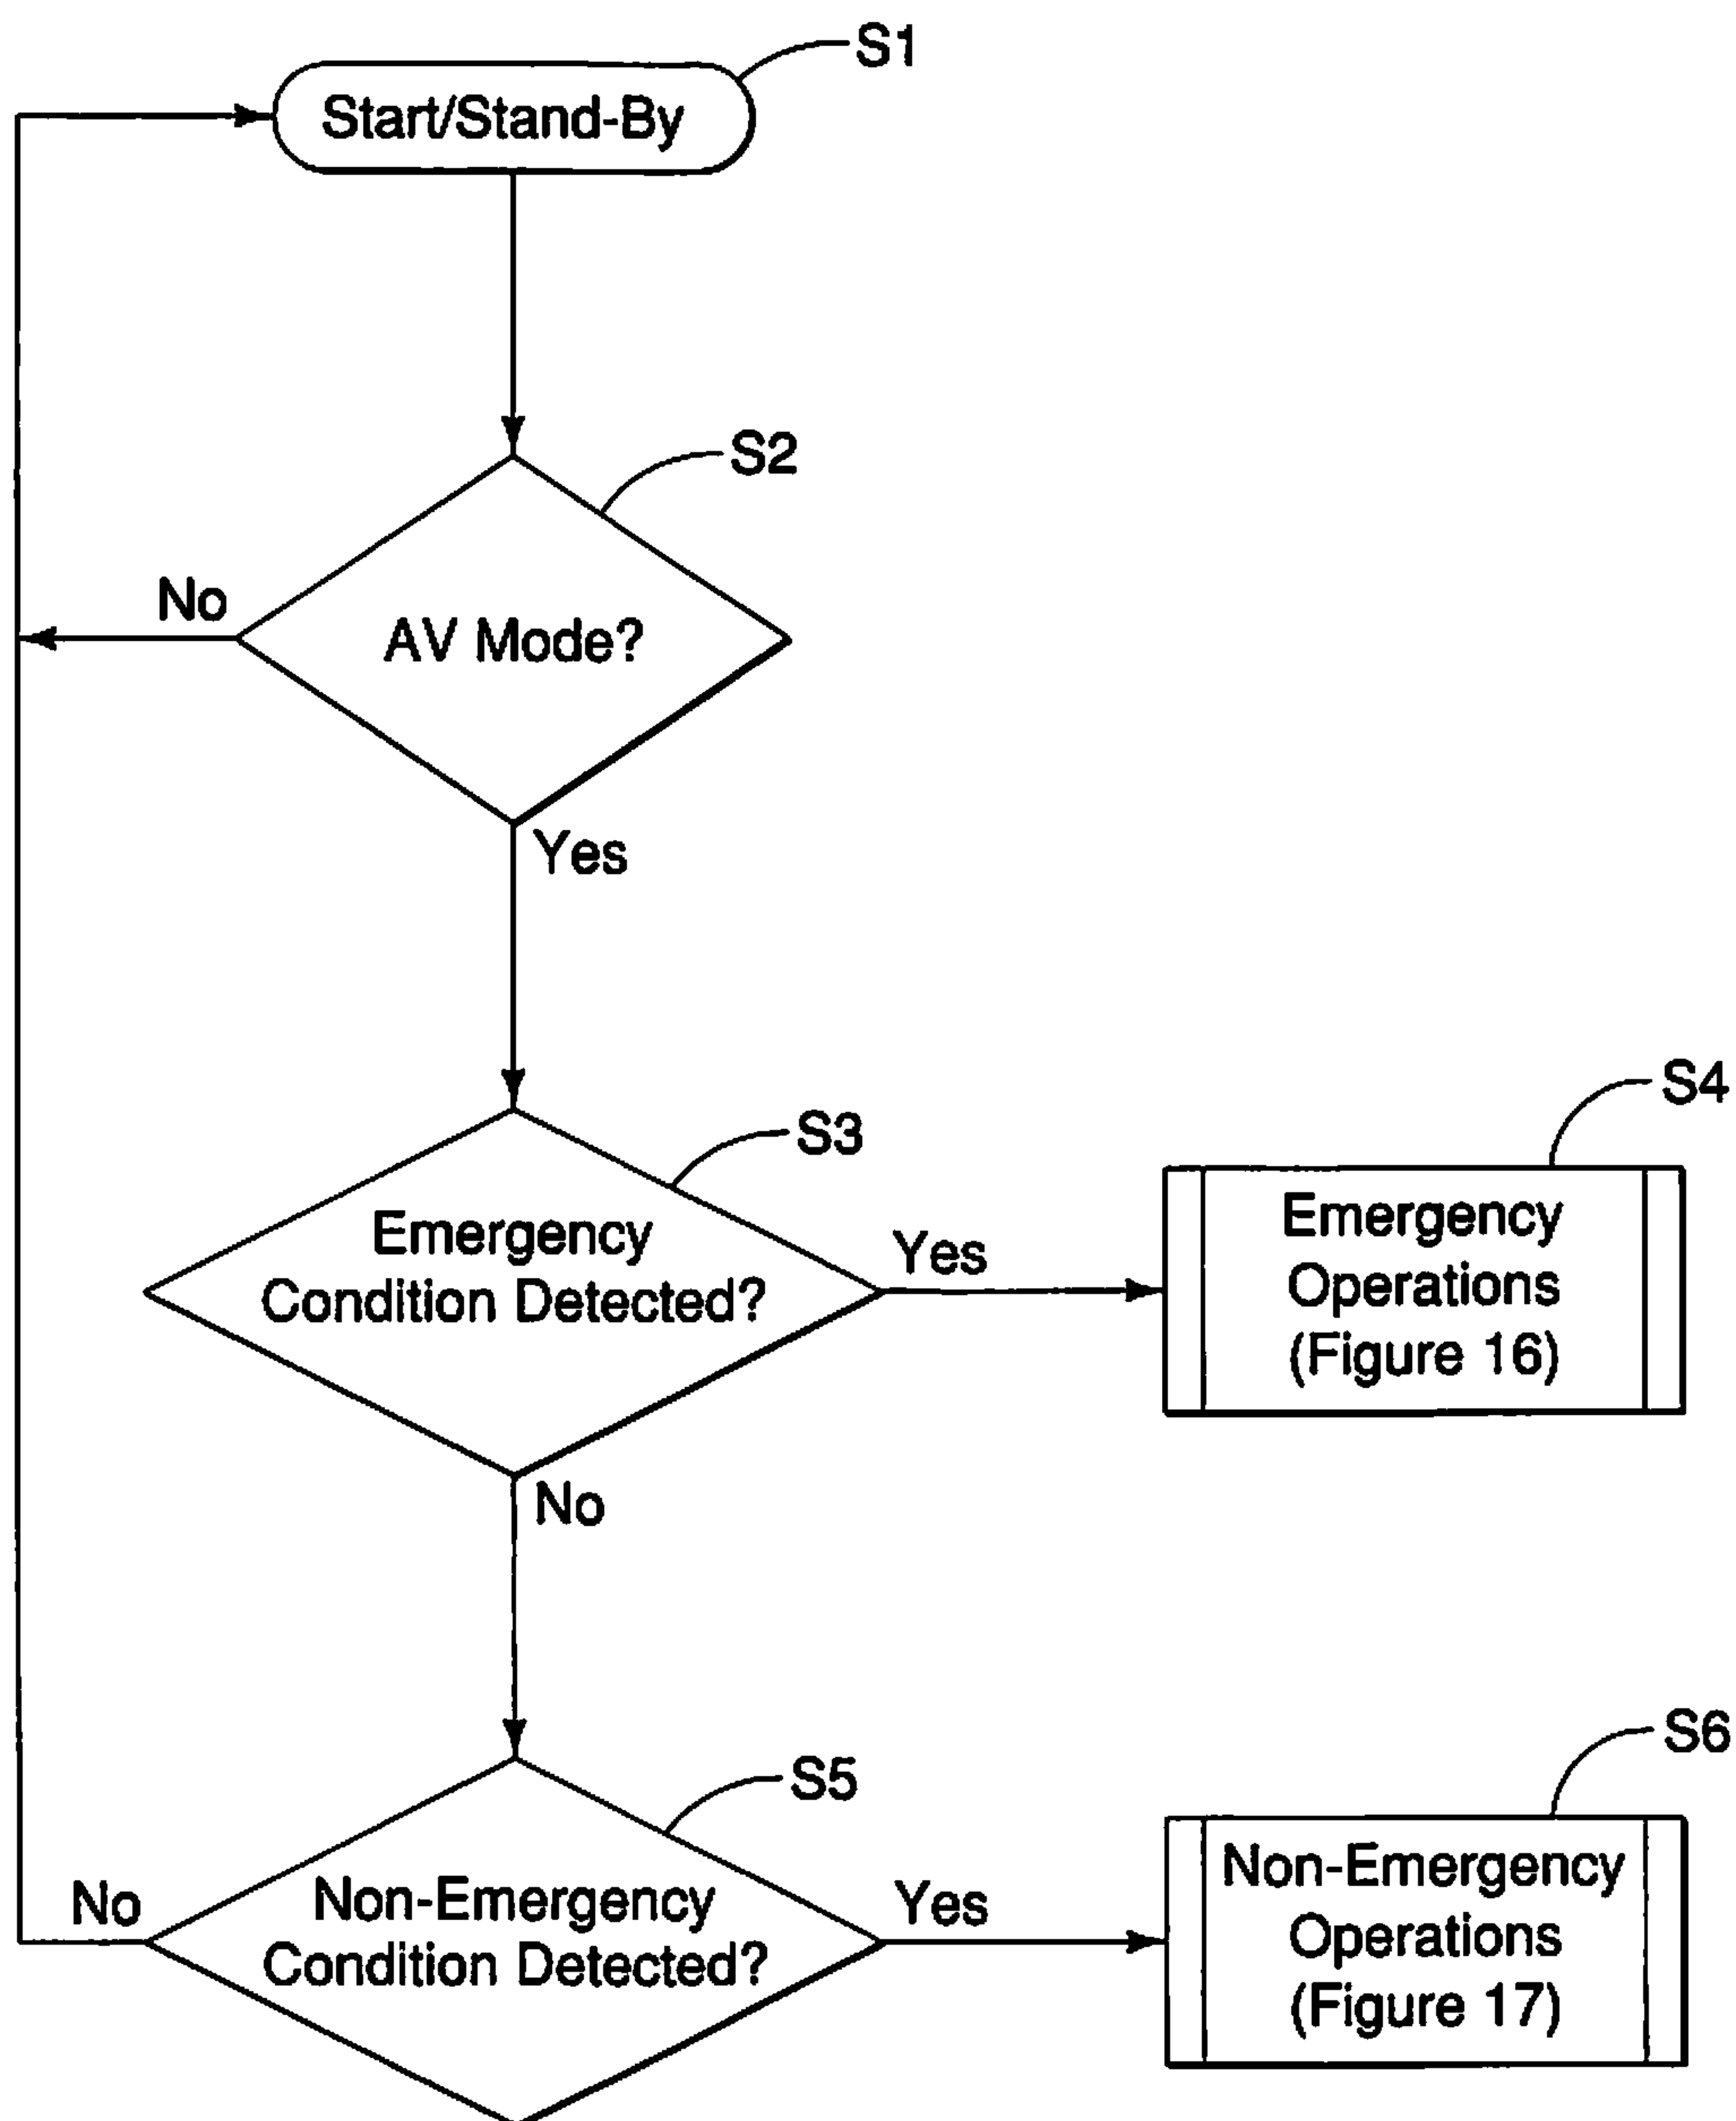 S1
Start/Stand-By
S2
No
AV Mode?
Yes
S3
S4
Emergency
Condition Detected?
Yes
Emergency
Operations
(Figure 16)
No
S5
S6
No
Non-Emergency
Condition Detected?
Yes
Non-Emergency
Operations
(Figure 17)